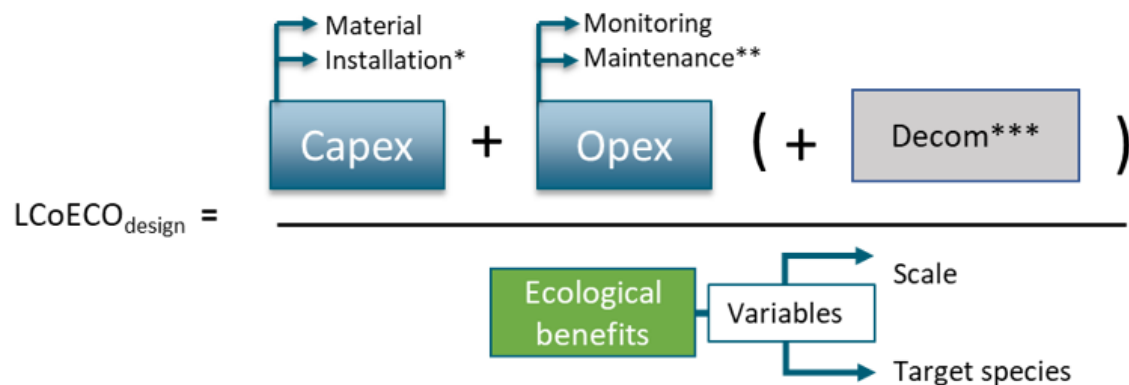 Material
Installation*
Monitoring
Maintenance**
Capex + Opex ( + Decom*** )
LCoECOdesign =
Ecological
benefits
Variables
Scale
Target species